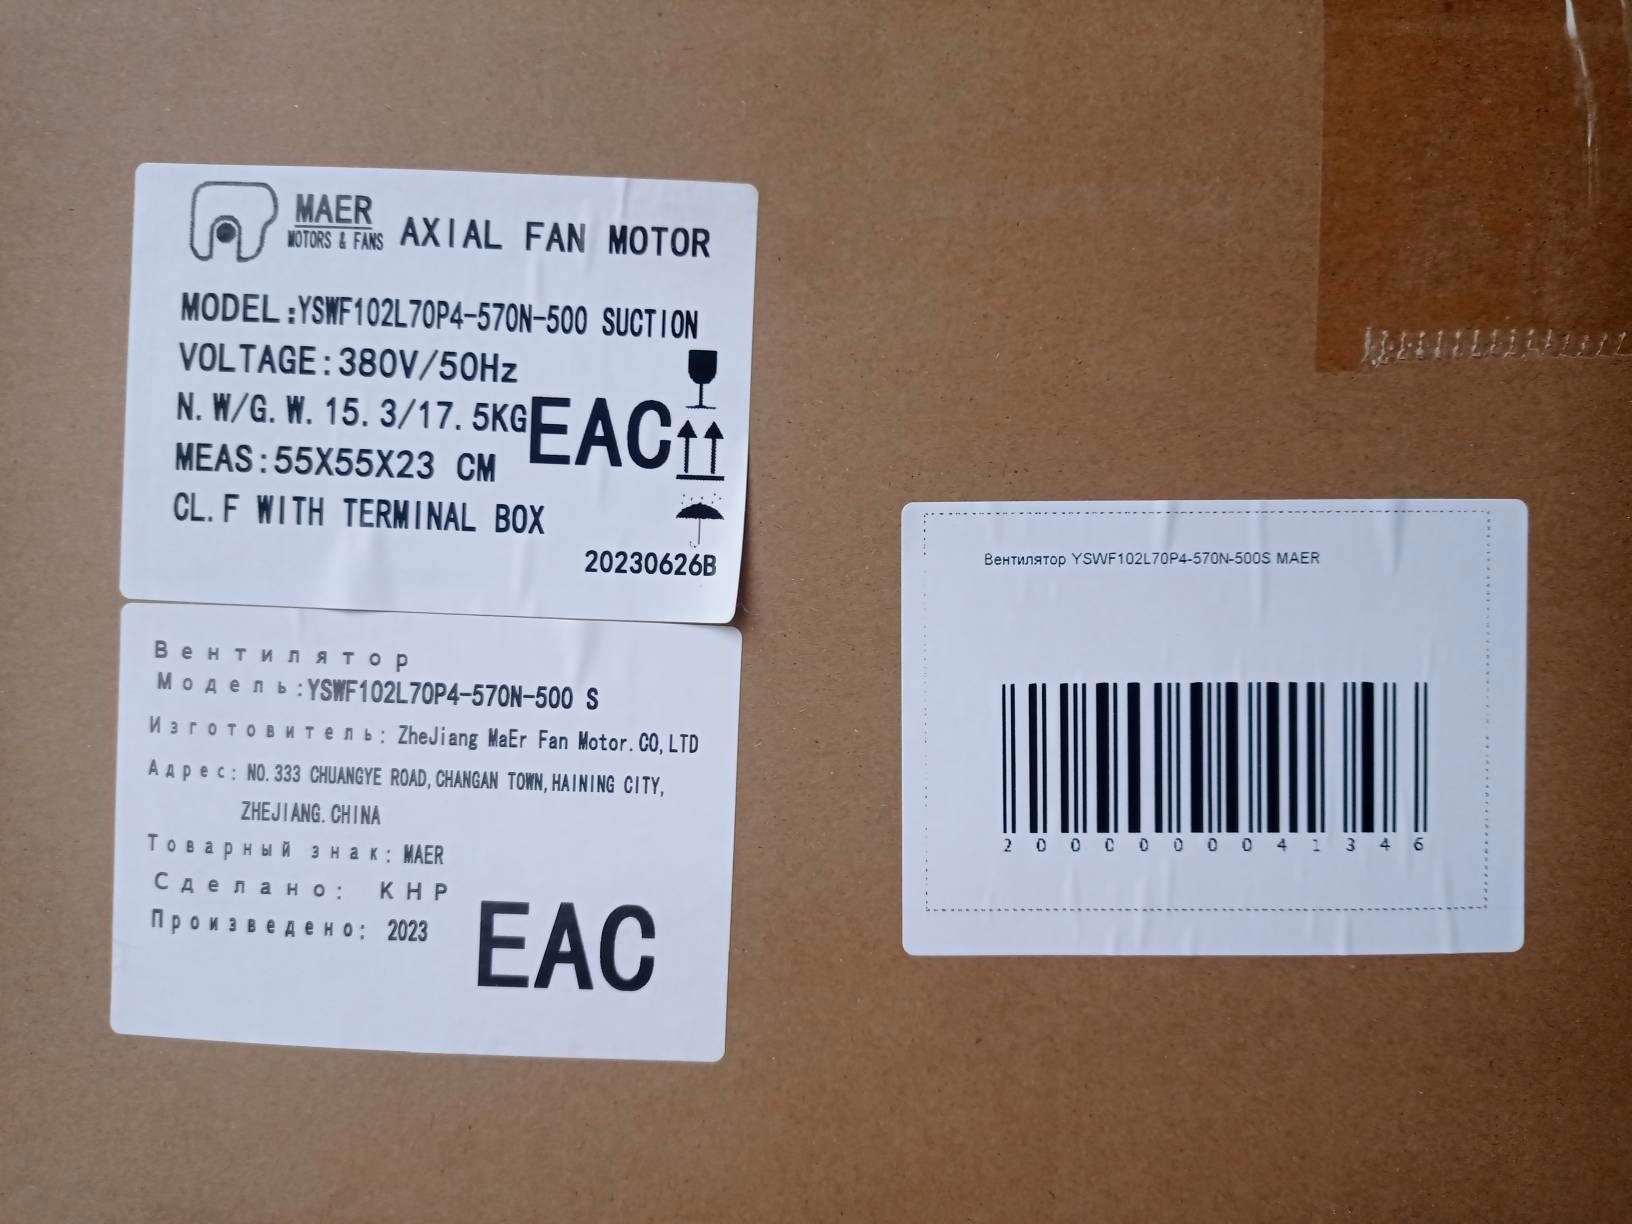 MAER
MOTORS & FANS
AXIAL FAN MOTOR
MODEL:YSWF102L70P4-570N-500 SUCTION
VOLTAGE:380V/50Hz
N.W/G.W. 15.3/17.5KG
EAC
MEAS:55X55X23 CM
CL.F WITH TERMINAL BOX
20230626B
Вентилятор
Модель:YSWF102L70P4-570N-500 S
Изготовитель: ZheJiang MaEr Fan Motor.CO,LTD
Адрес: NO.333 CHUANGYE ROAD,CHANGAN TOWN,HAINING CITY,
ZHEJIANG.CHINA
Товарный знак: MAER
Сделано: КНР
Произведено: 2023
EAC
Вентилятор YSWF102L70P4-570N-500S MAER
2000000041346